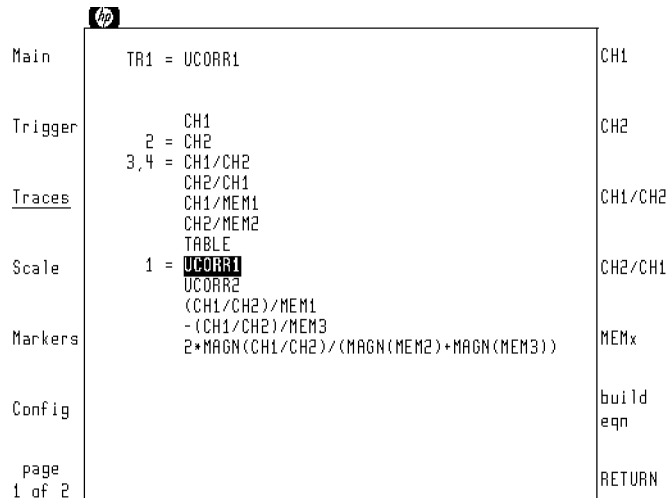 hp
Main
Trigger
Traces
Scale
Markers
Config
page
1 of 2
TR1 = UCORR1
CH1
2 = CH2
3,4 = CH1/CH2
CH2/CH1
CH1/MEM1
CH2/MEM2
TABLE
1 = UCORR1
UCORR2
(CH1/CH2)/MEM1
-(CH1/CH2)/MEM3
2*MAGN(CH1/CH2)/(MAGN(MEM2)+MAGN(MEM3))
CH1
CH2
CH1/CH2
CH2/CH1
MEMx
build
eqn
RETURN